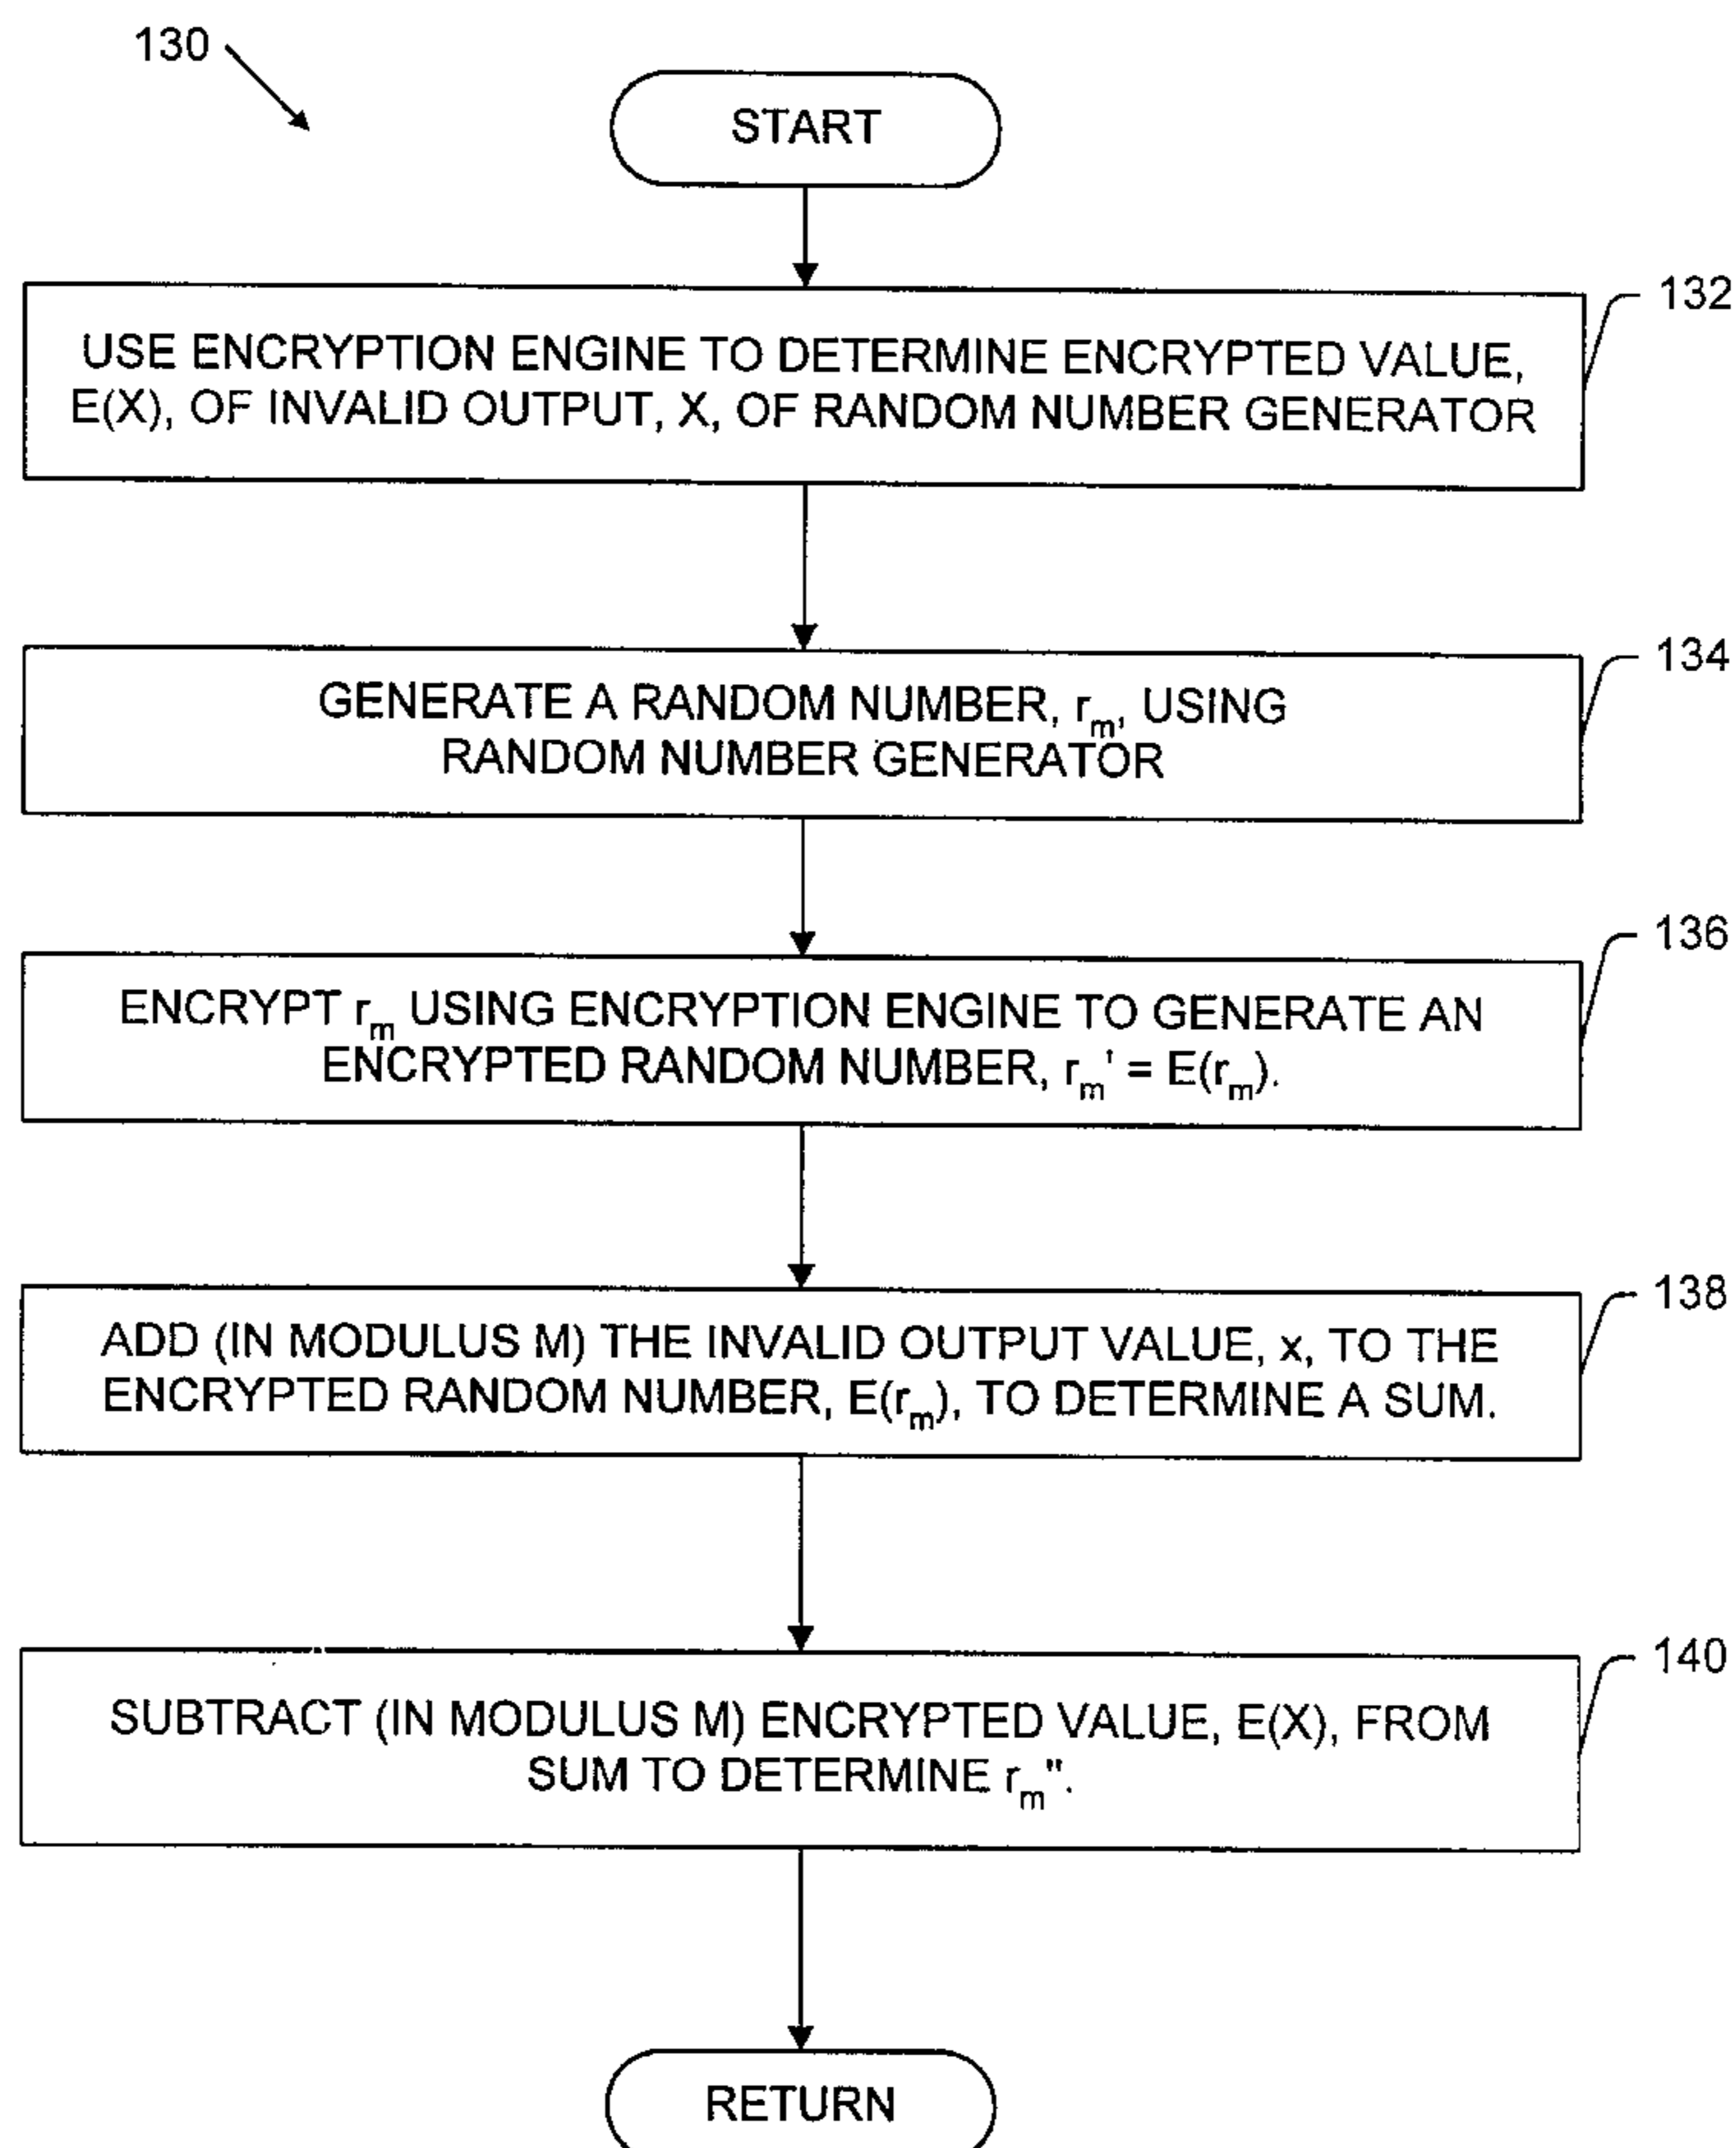 130
START
132
USE ENCRYPTION ENGINE TO DETERMINE ENCRYPTED VALUE,
E(X), OF INVALID OUTPUT, X, OF RANDOM NUMBER GENERATOR
134
GENERATE A RANDOM NUMBER, rₘ, USING
RANDOM NUMBER GENERATOR
136
ENCRYPT rₘ USING ENCRYPTION ENGINE TO GENERATE AN
ENCRYPTED RANDOM NUMBER, rₘ' = E(rₘ).
138
ADD (IN MODULUS M) THE INVALID OUTPUT VALUE, x, TO THE
ENCRYPTED RANDOM NUMBER, E(rₘ), TO DETERMINE A SUM.
140
SUBTRACT (IN MODULUS M) ENCRYPTED VALUE, E(X), FROM
SUM TO DETERMINE rₘ".
RETURN